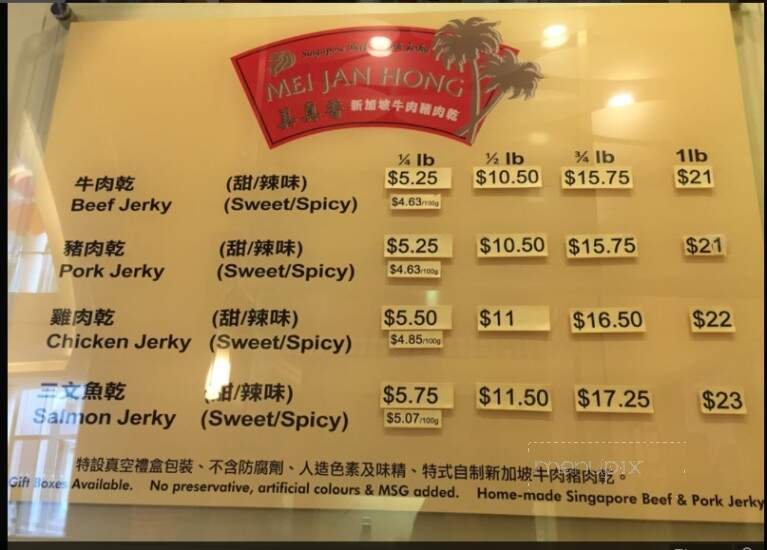 MEI JAN HONG
新加坡牛肉豬肉乾
¼ lb ½ lb ¾ lb 1lb
牛肉乾 (甜/辣味) $5.25 $10.50 $15.75 $21
Beef Jerky (Sweet/Spicy) $4.63/100g
豬肉乾 (甜/辣味) $5.25 $10.50 $15.75 $21
Pork Jerky (Sweet/Spicy) $4.63/100g
雞肉乾 (甜/辣味) $5.50 $11 $16.50 $22
Chicken Jerky (Sweet/Spicy) $4.85/100g
三文魚乾 (甜/辣味) $5.75 $11.50 $17.25 $23
Salmon Jerky (Sweet/Spicy) $5.07/100g
特設真空禮盒包裝、不含防腐劑、人造色素及味精、特式自制新加坡牛肉豬肉乾。
Gift Boxes Available. No preservative, artificial colours & MSG added. Home-made Singapore Beef & Pork Jerky
menupix